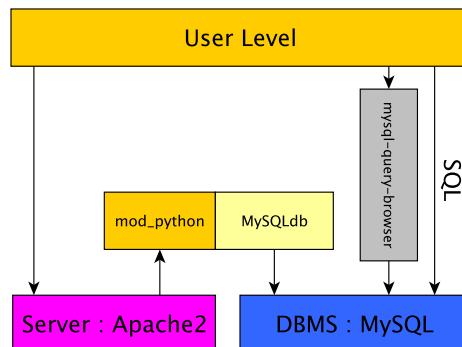 User Level
mysql-query-browser
SQL
mod_python
MySQLdb
Server : Apache2
DBMS : MySQL